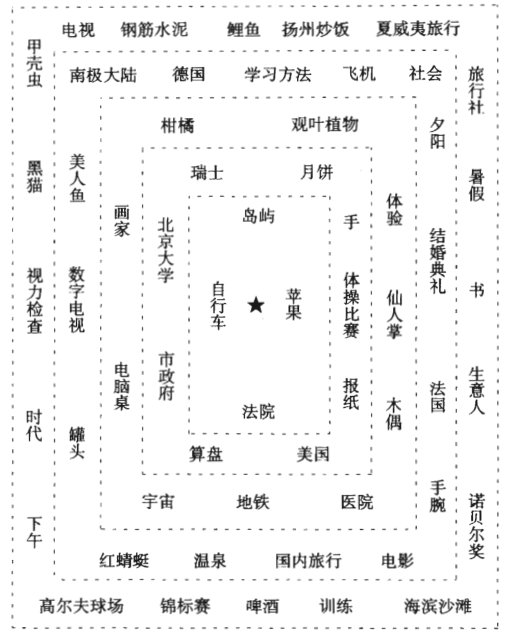 电视 钢筋水泥 鲤鱼 扬州炒饭 夏威夷旅行
甲壳虫
黑猫
视力检查
时代
下午
旅行社
暑假
书
生意人
诺贝尔奖
高尔夫球场 锦标赛 啤酒 训练 海滨沙滩
南极大陆 德国 学习方法 飞机 社会
美人鱼
数字电视
罐头
夕阳
结婚典礼
法国
手腕
红蜻蜓 温泉 国内旅行 电影
柑橘 观叶植物
画家
电脑桌
体验
仙人掌
木偶
宇宙 地铁 医院
瑞士 月饼
北京大学
市政府
手
体操比赛
报纸
算盘 美国
岛屿
自行车 ★ 苹果
法院